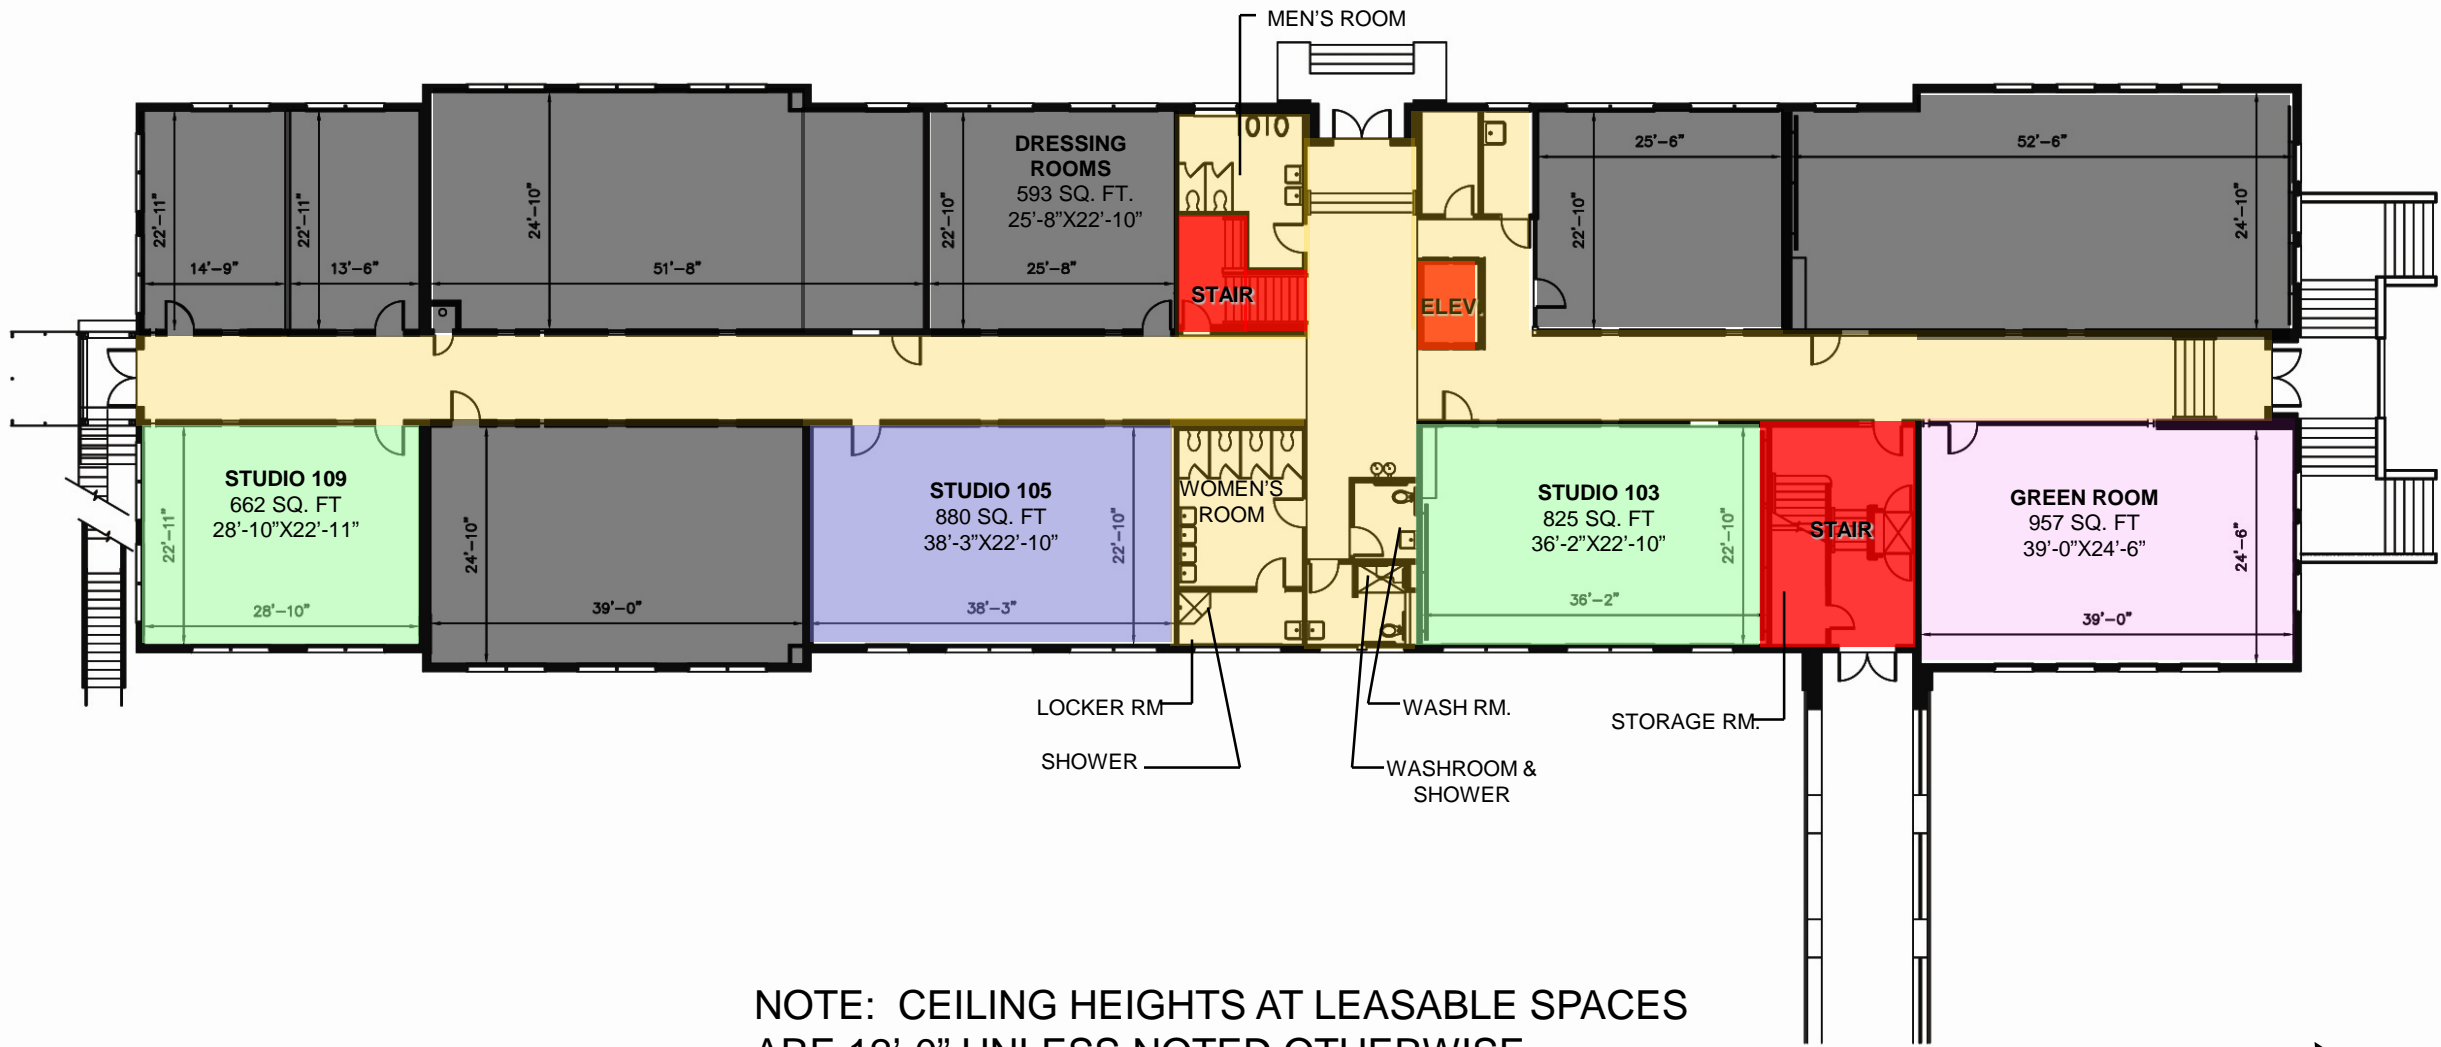 MEN'S ROOM
DRESSING
ROOMS
593 SQ. FT.
25'-8"X22'-10"
22'-11"
22'-11"
24'-10"
22'-10"
14'-9"
13'-6"
51'-8"
25'-8"
STAIR
ELEV
25'-6"
22'-10"
52'-6"
24'-10"
STUDIO 109
662 SQ. FT
28'-10"X22'-11"
22'-11"
28'-10"
24'-10"
39'-0"
STUDIO 105
880 SQ. FT
38'-3"X22'-10"
22'-10"
38'-3"
WOMEN'S
ROOM
STUDIO 103
825 SQ. FT
36'-2"X22'-10"
22'-10"
36'-2"
STAIR
GREEN ROOM
957 SQ. FT
39'-0"X24'-6"
24'-6"
39'-0"
LOCKER RM
SHOWER
WASH RM.
WASHROOM &
SHOWER
STORAGE RM.
NOTE: CEILING HEIGHTS AT LEASABLE SPACES
UNLESS NOTED OTHERWISE